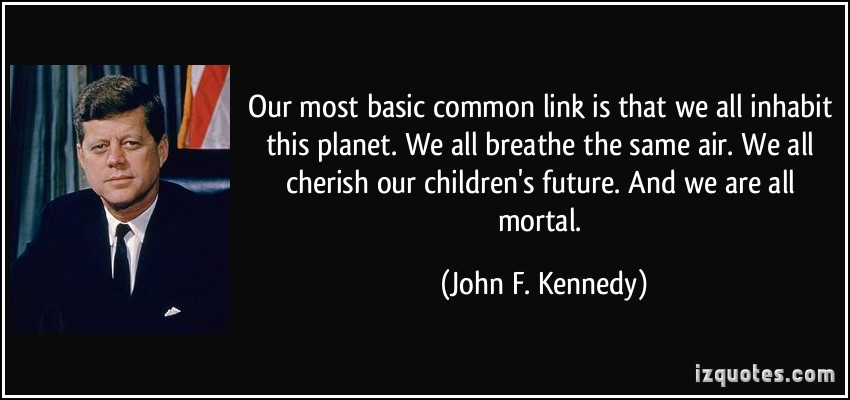 Our most basic common link is that we all inhabit
this planet. We all breathe the same air. We all
cherish our children's future. And we are all
mortal.
(John F. Kennedy)
izquotes.com